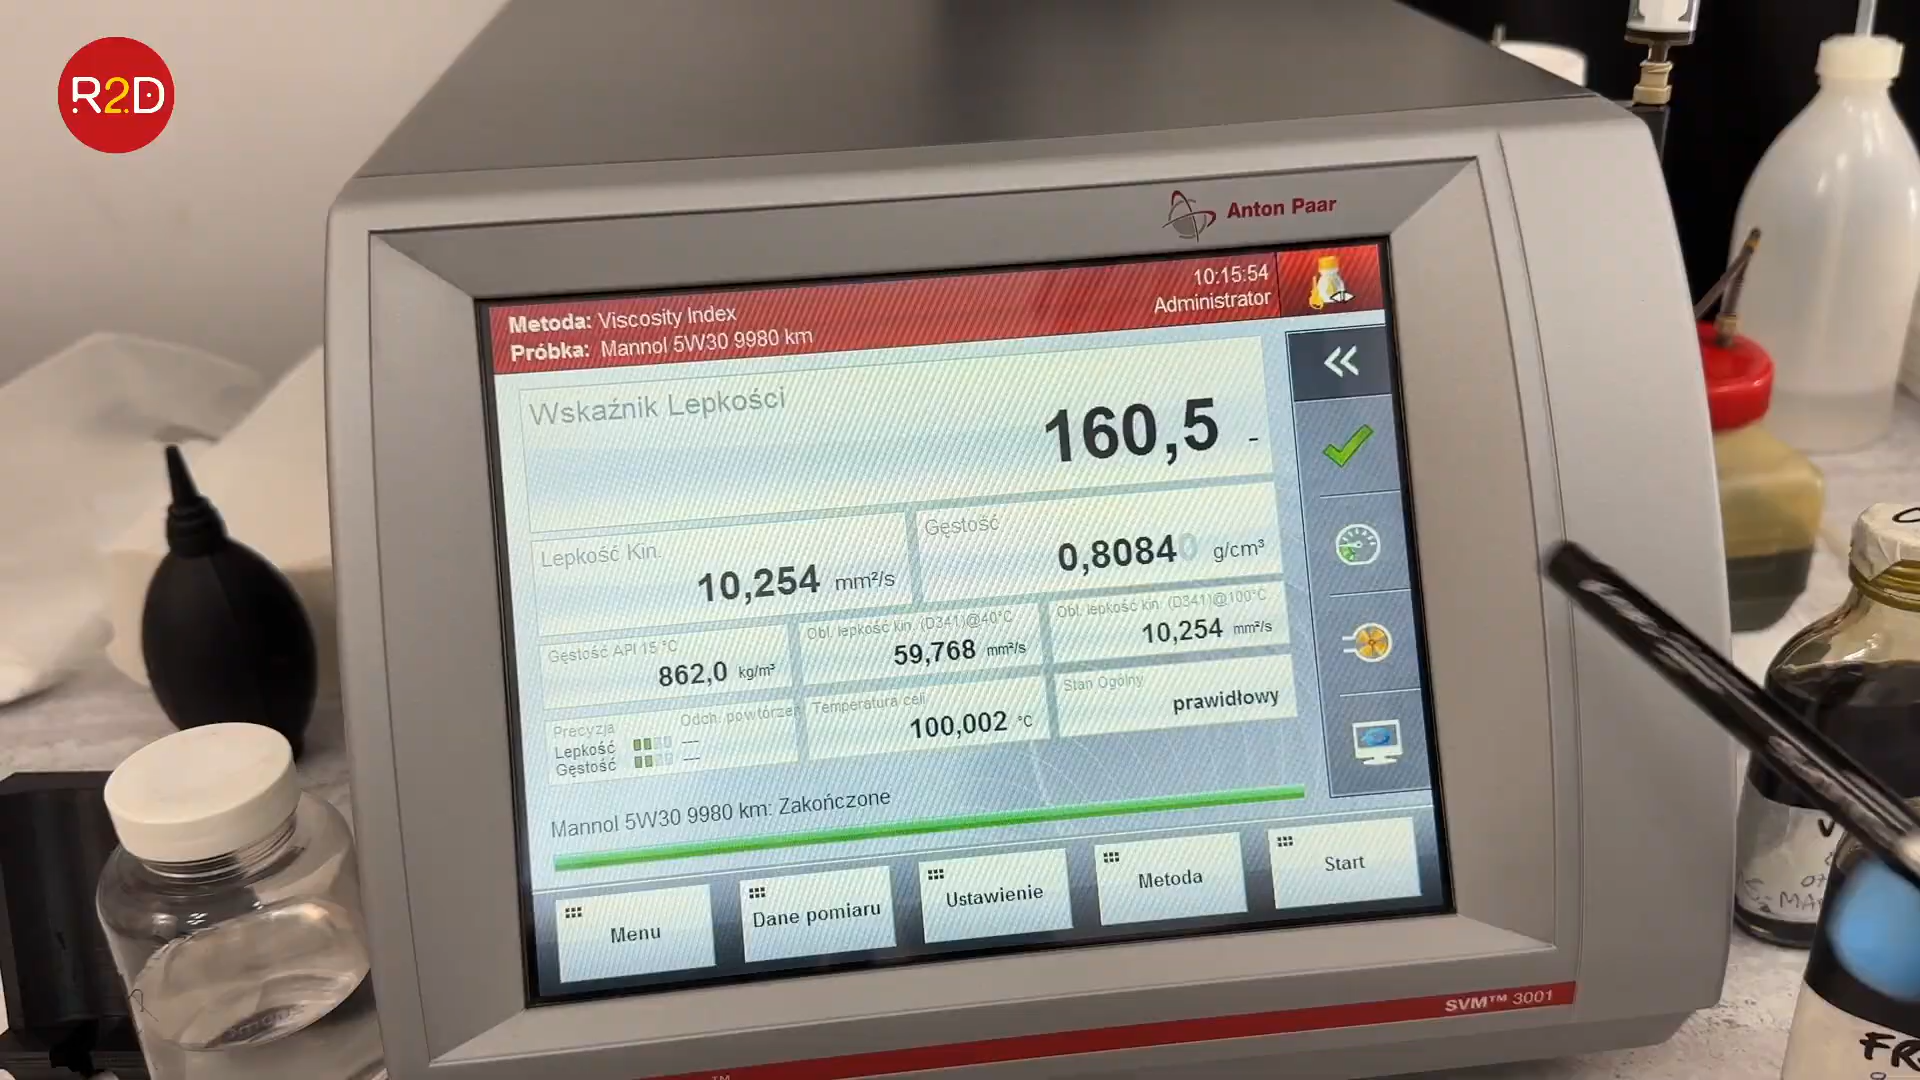 R2D
Anton Paar
10:15:54
Administrator
Metoda: Viscosity Index
Próbka: Mannol 5W30 9980 km
Wskaźnik Lepkości
160,5 -
Lepkość Kin.
10,254 mm²/s
Gęstość
0,80840 g/cm³
Gęstość API 15 °C
862,0 kg/m³
Obl. lepkość kin. (D341)@40°C
59,768 mm²/s
Obl. lepkość kin. (D341)@100°C
10,254 mm²/s
Precyzja
Odch. powtórzeń
Lepkość ---
Gęstość ---
Temperatura celi
100,002 °C
Stan Ogólny
prawidłowy
Mannol 5W30 9980 km: Zakończone
Menu
Dane pomiaru
Ustawienie
Metoda
Start
SVM™ 3001
FR